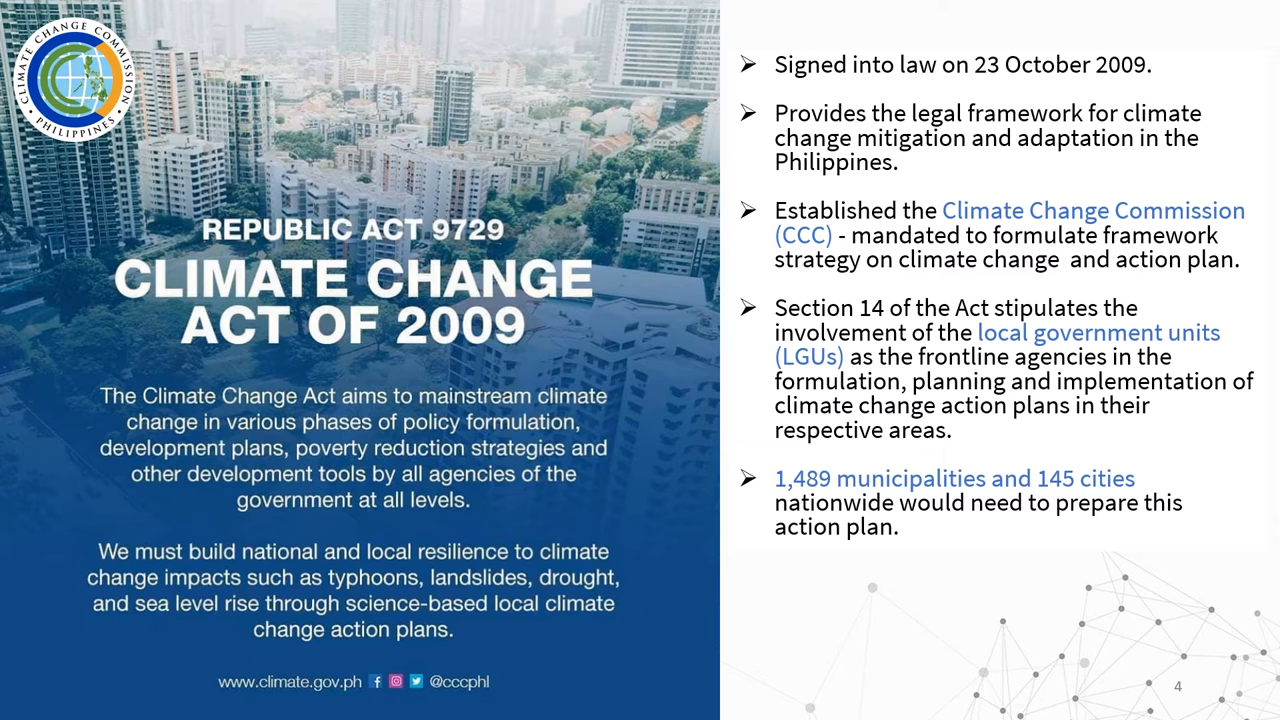 CLIMATE CHANGE COMMISSION
• PHILIPPINES •
REPUBLIC ACT 9729
CLIMATE CHANGE
ACT OF 2009
The Climate Change Act aims to mainstream climate
change in various phases of policy formulation,
development plans, poverty reduction strategies and
other development tools by all agencies of the
government at all levels.
We must build national and local resilience to climate
change impacts such as typhoons, landslides, drought,
and sea level rise through science-based local climate
change action plans.
www.climate.gov.ph @cccphl
➢ Signed into law on 23 October 2009.
➢ Provides the legal framework for climate
change mitigation and adaptation in the
Philippines.
➢ Established the Climate Change Commission
(CCC) - mandated to formulate framework
strategy on climate change  and action plan.
➢ Section 14 of the Act stipulates the
involvement of the local government units
(LGUs) as the frontline agencies in the
formulation, planning and implementation of
climate change action plans in their
respective areas.
➢ 1,489 municipalities and 145 cities
nationwide would need to prepare this
action plan.
4